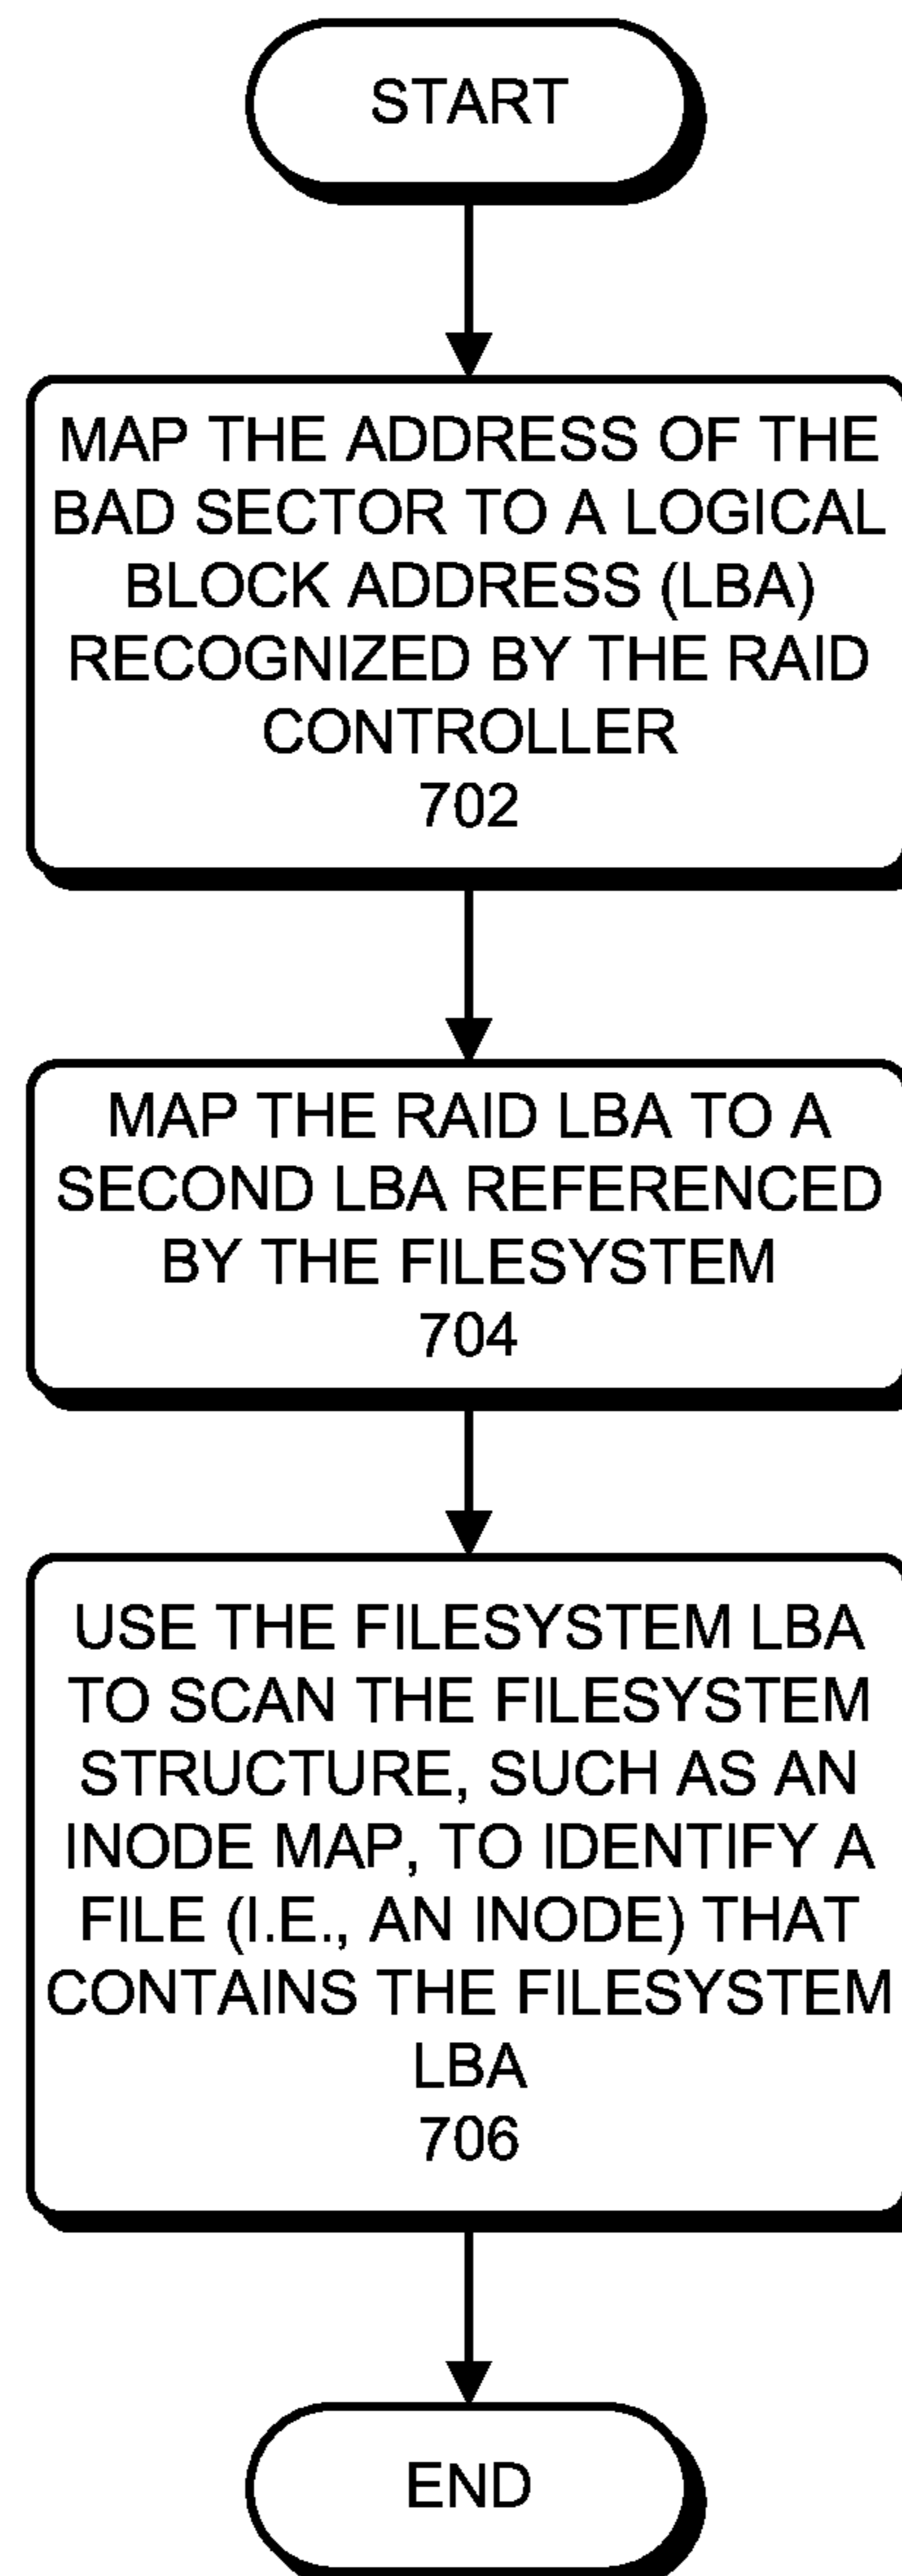 START
MAP THE ADDRESS OF THE
BAD SECTOR TO A LOGICAL
BLOCK ADDRESS (LBA)
RECOGNIZED BY THE RAID
CONTROLLER
702
MAP THE RAID LBA TO A
SECOND LBA REFERENCED
BY THE FILESYSTEM
704
USE THE FILESYSTEM LBA
TO SCAN THE FILESYSTEM
STRUCTURE, SUCH AS AN
INODE MAP, TO IDENTIFY A
FILE (I.E., AN INODE) THAT
CONTAINS THE FILESYSTEM
LBA
706
END